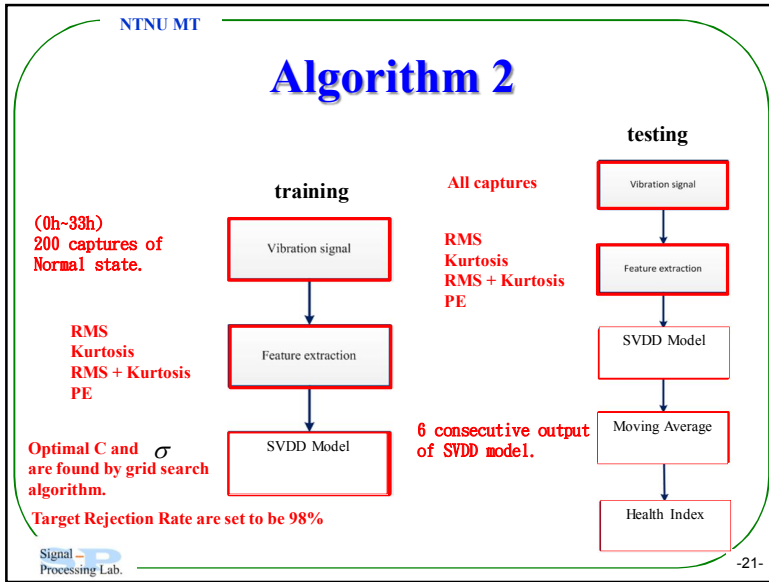 NTNU MT
Algorithm 2
training
(0h~33h)
200 captures of
Normal state.
Vibration signal
RMS
Kurtosis
RMS + Kurtosis
PE
Feature extraction
Optimal C and σ
are found by grid search
algorithm.
SVDD Model
Target Rejection Rate are set to be 98%
testing
All captures
Vibration signal
RMS
Kurtosis
RMS + Kurtosis
PE
Feature extraction
SVDD Model
6 consecutive output
of SVDD model.
Moving Average
Health Index
SP
Signal
Processing Lab.
-21-